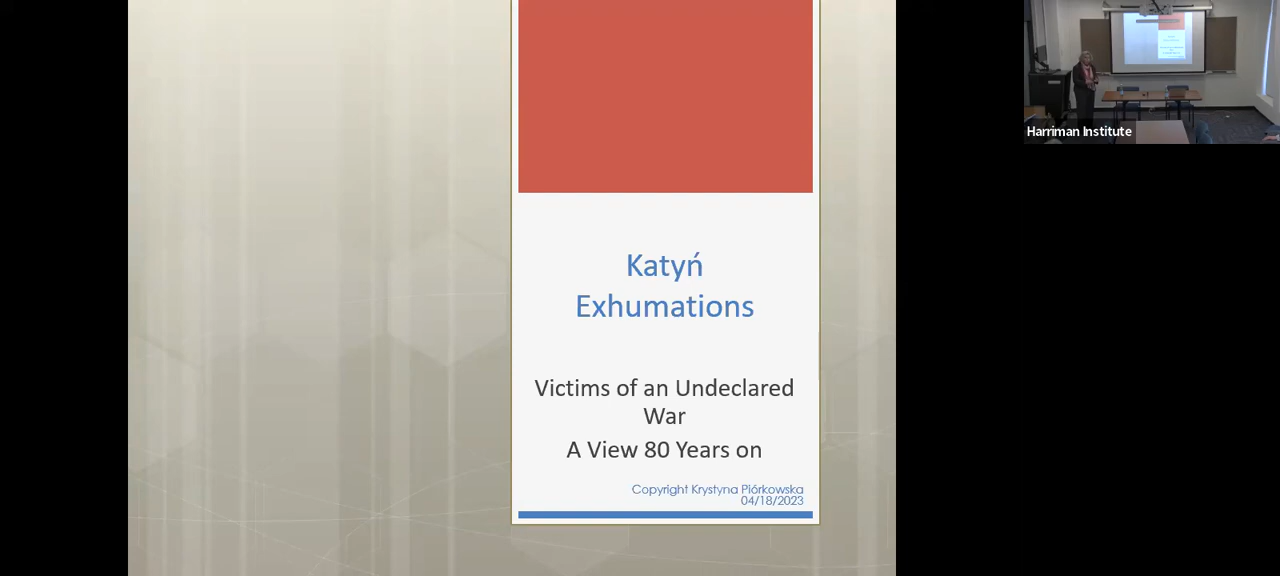 Katyń
Exhumations
Victims of an Undeclared
War
A View 80 Years on
Copyright Krystyna Piórkowska
04/18/2023
Harriman Institute